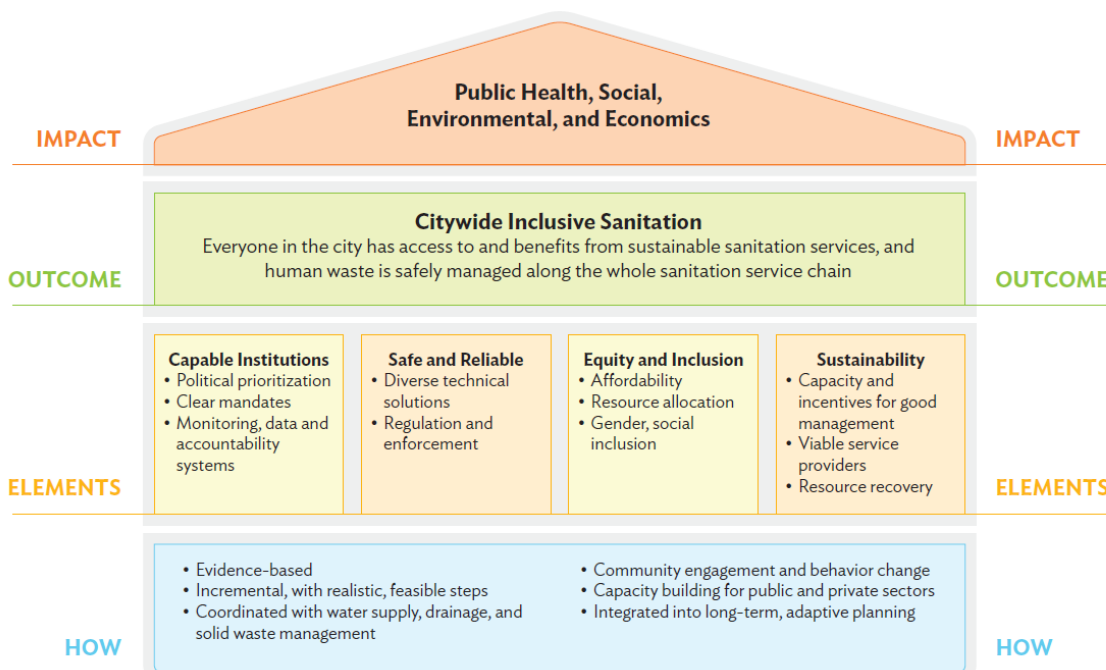 Public Health, Social,
Environmental, and Economics
IMPACT
IMPACT
Citywide Inclusive Sanitation
Everyone in the city has access to and benefits from sustainable sanitation services, and
human waste is safely managed along the whole sanitation service chain
OUTCOME
OUTCOME
Capable Institutions
• Political prioritization
• Clear mandates
• Monitoring, data and
accountability
systems
Safe and Reliable
• Diverse technical
solutions
• Regulation and
enforcement
Equity and Inclusion
• Affordability
• Resource allocation
• Gender, social
inclusion
Sustainability
• Capacity and
incentives for good
management
• Viable service
providers
• Resource recovery
ELEMENTS
ELEMENTS
• Evidence-based
• Incremental, with realistic, feasible steps
• Coordinated with water supply, drainage, and
solid waste management
• Community engagement and behavior change
• Capacity building for public and private sectors
• Integrated into long-term, adaptive planning
HOW
HOW